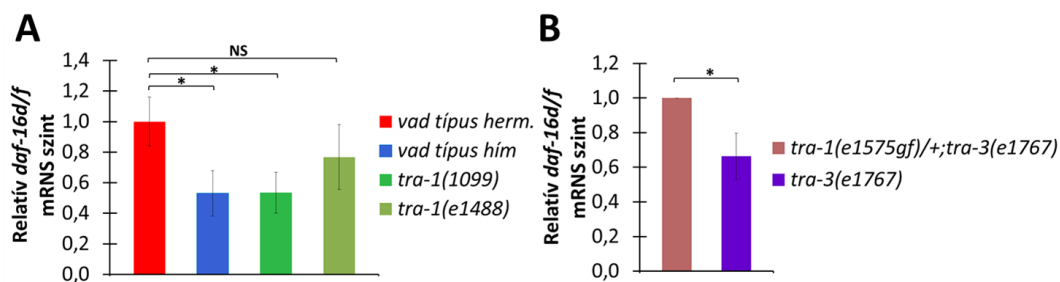 A
Relatív daf-16d/f
mRNS szint
1,4
1,2
1,0
0,8
0,6
0,4
0,2
0,0
NS
*
*
vad típus herm.
vad típus hím
tra-1(1099)
tra-1(e1488)
B
Relatív daf-16d/f
mRNS szint
1,2
1,0
0,8
0,6
0,4
0,2
0,0
*
tra-1(e1575gf)/+;tra-3(e1767)
tra-3(e1767)